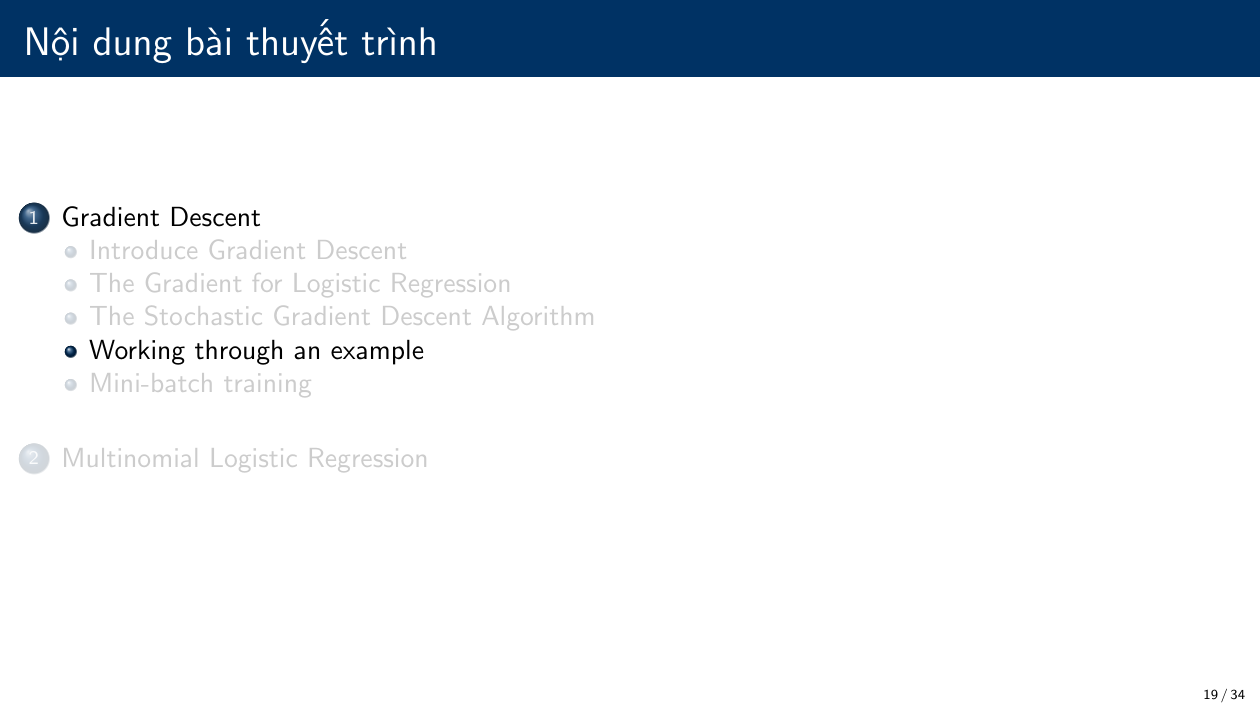 Nội dung bài thuyết trình
1 Gradient Descent
Introduce Gradient Descent
The Gradient for Logistic Regression
The Stochastic Gradient Descent Algorithm
Working through an example
Mini-batch training
2 Multinomial Logistic Regression
19 / 34